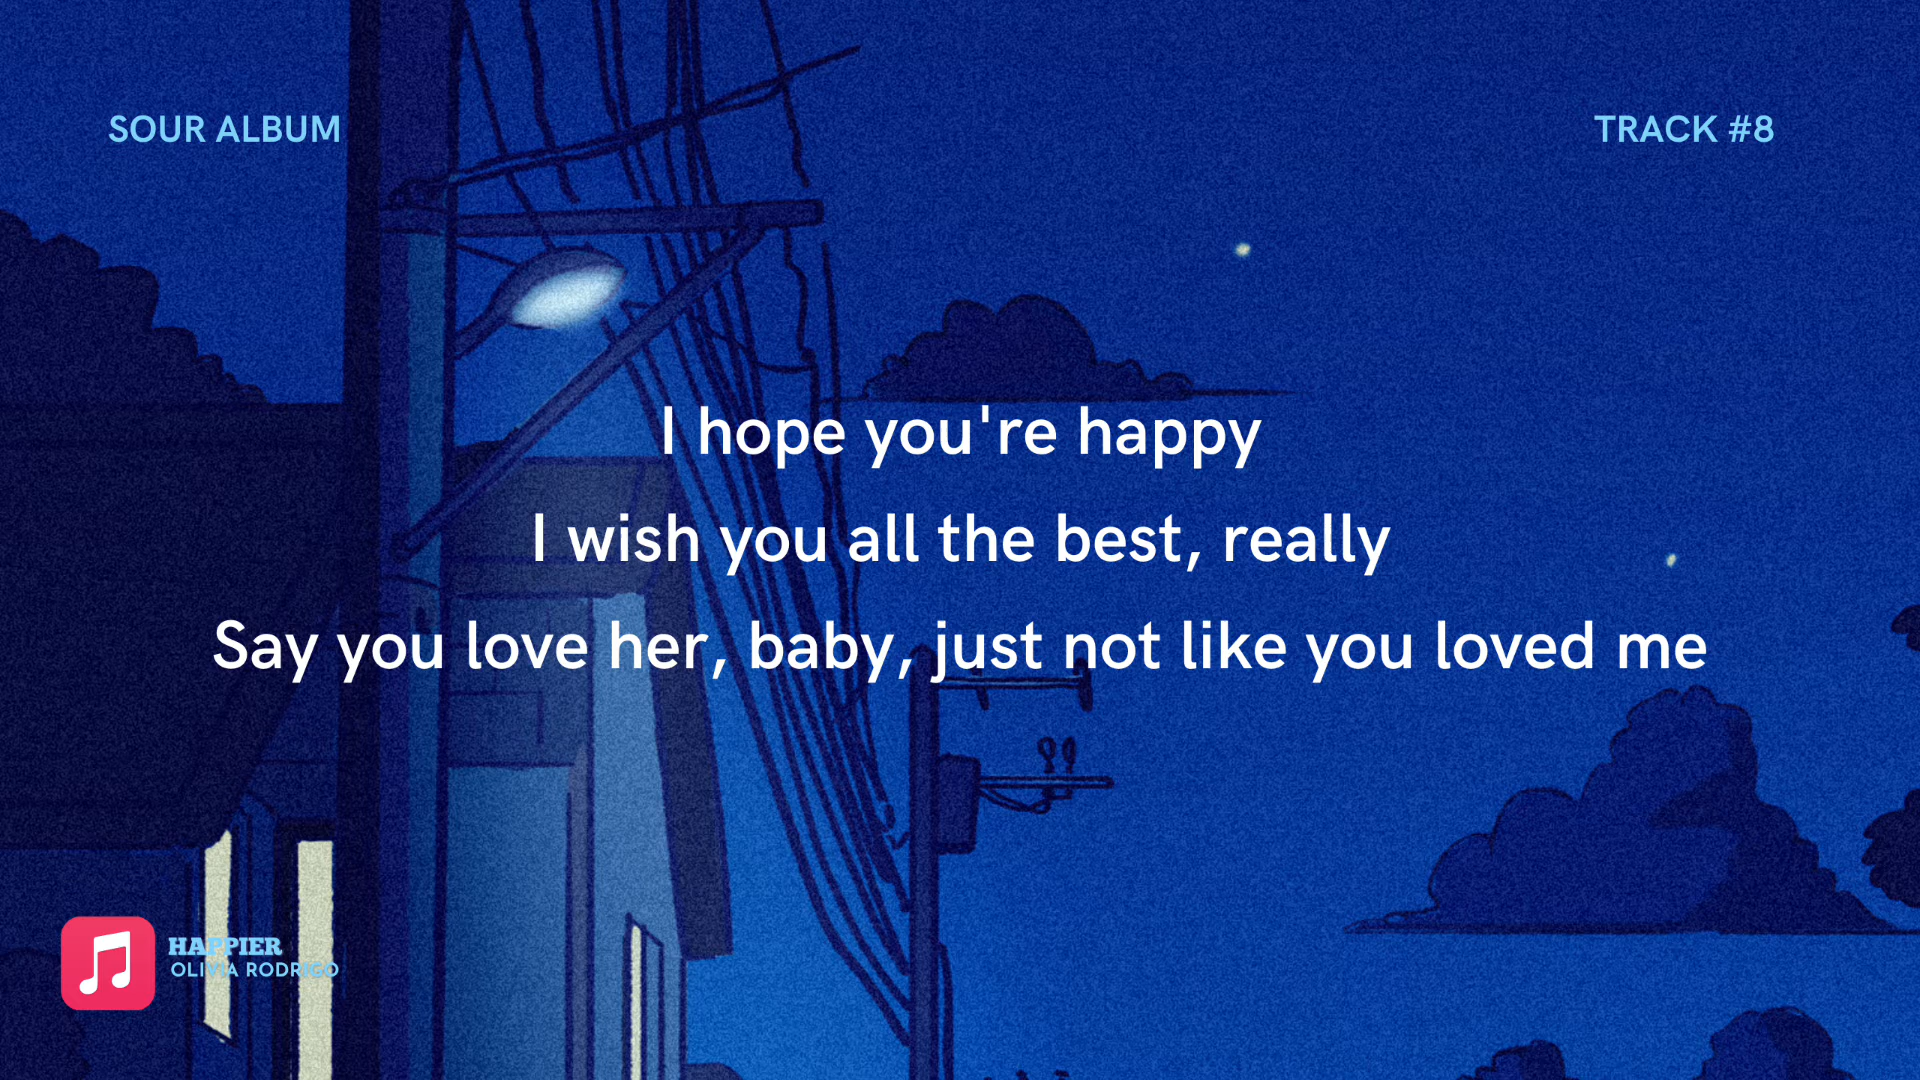 SOUR ALBUM
TRACK #8
I hope you're happy
I wish you all the best, really
Say you love her, baby, just not like you loved me
HAPPIER
OLIVIA RODRIGO